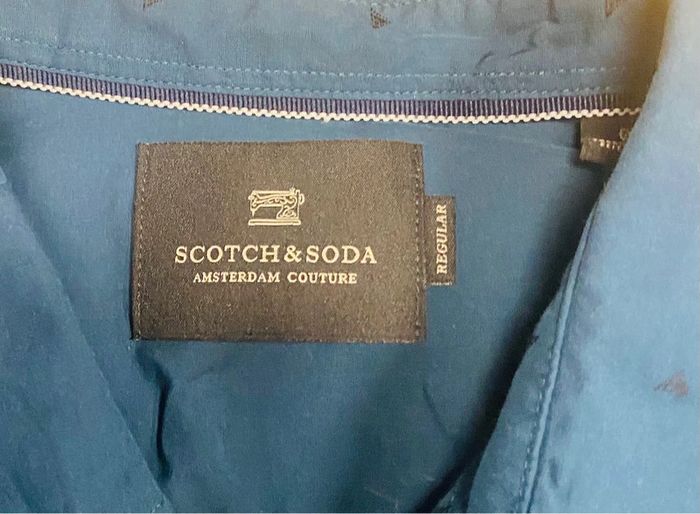 SCOTCH & SODA
AMSTERDAM COUTURE
REGULAR